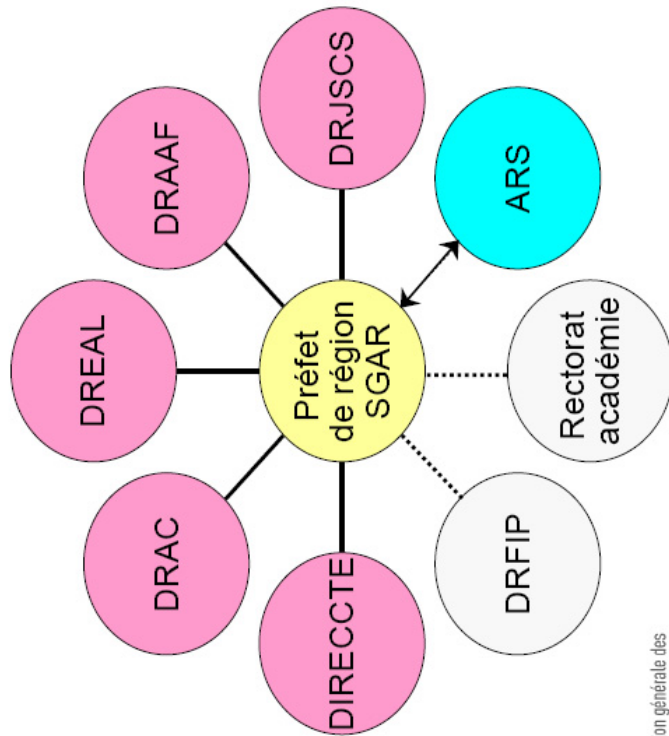 DREAL
DRAC
DRAAF
DIRECCTE
Préfet
de région
SGAR
DRJSCS
DRFIP
ARS
Rectorat
académie
on générale des